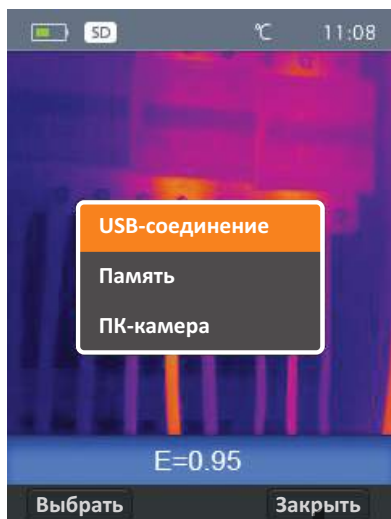 SD ℃ 11:08
USB-соединение
Память
ПК-камера
E=0.95
Выбрать Закрыть